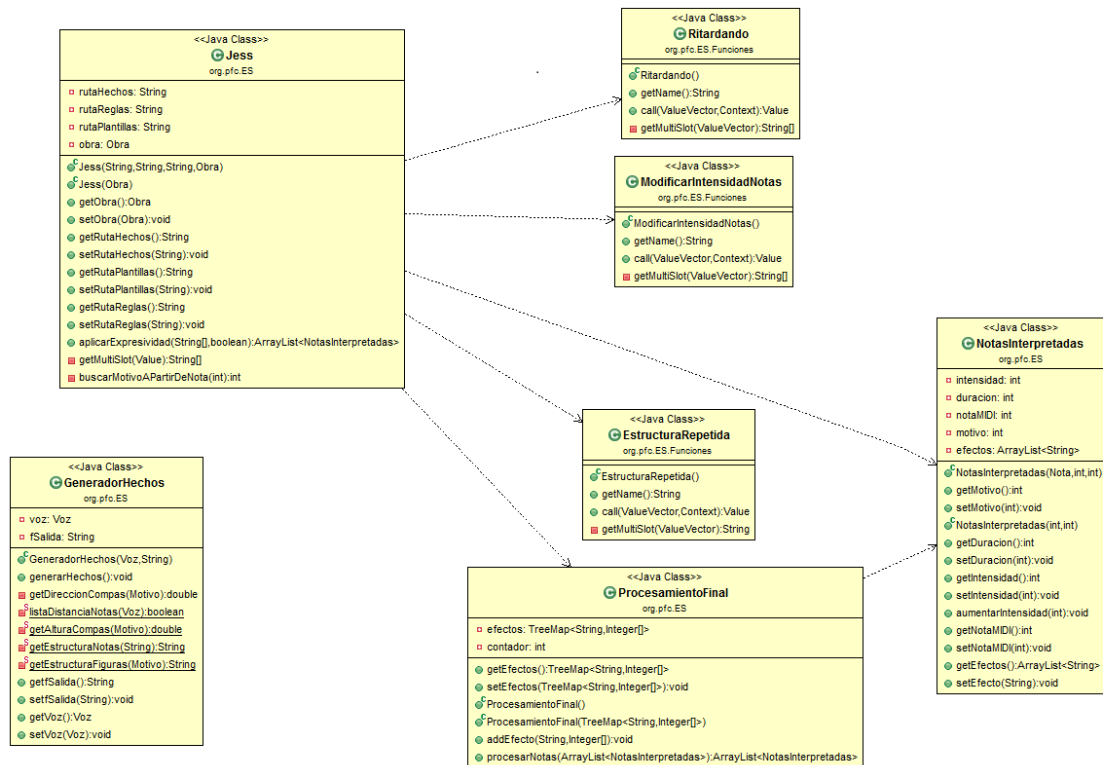 <<Java Class>>
Jess
org.pfc.ES
rutaHechos: String
rutaReglas: String
rutaPlantillas: String
obra: Obra
Jess(String,String,String,Obra)
Jess(Obra)
getObra():Obra
setObra(Obra):void
getRutaHechos():String
setRutaHechos(String):void
getRutaPlantillas():String
setRutaPlantillas(String):void
getRutaReglas():String
setRutaReglas(String):void
aplicarExpresividad(String[],boolean):ArrayList<NotasInterpretadas>
getMultiSlot(Value):String[]
buscarMotivoAPartirDeNota(int):int
<<Java Class>>
Ritardando
org.pfc.ES.Funciones
Ritardando()
getName():String
call(ValueVector,Context):Value
getMultiSlot(ValueVector):String[]
<<Java Class>>
ModificarIntensidadNotas
org.pfc.ES.Funciones
ModificarIntensidadNotas()
getName():String
call(ValueVector,Context):Value
getMultiSlot(ValueVector):String[]
<<Java Class>>
NotasInterpretadas
org.pfc.ES
intensidad: int
duracion: int
notaMIDI: int
motivo: int
efectos: ArrayList<String>
NotasInterpretadas(Nota,int,int)
getMotivo():int
setMotivo(int):void
NotasInterpretadas(int,int)
getDuracion():int
setDuracion(int):void
getIntensidad():int
setIntensidad(int):void
aumentarIntensidad(int):void
getNotaMIDI():int
setNotaMIDI(int):void
getEfectos():ArrayList<String>
setEfecto(String):void
<<Java Class>>
EstructuraRepetida
org.pfc.ES.Funciones
EstructuraRepetida()
getName():String
call(ValueVector,Context):Value
getMultiSlot(ValueVector):String
<<Java Class>>
GeneradorHechos
org.pfc.ES
voz: Voz
fSalida: String
GeneradorHechos(Voz,String)
generarHechos():void
getDireccionCompas(Motivo):double
listaDistanciaNotas(Voz):boolean
getAlturaCompas(Motivo):double
getEstructuraNotas(String):String
getEstructuraFiguras(Motivo):String
getfSalida():String
setfSalida(String):void
getVoz():Voz
setVoz(Voz):void
<<Java Class>>
ProcesamientoFinal
org.pfc.ES
efectos: TreeMap<String,Integer[]>
contador: int
getEfectos():TreeMap<String,Integer[]>
setEfectos(TreeMap<String,Integer[]>):void
ProcesamientoFinal()
ProcesamientoFinal(TreeMap<String,Integer[]>)
addEfecto(String,Integer[]):void
procesarNotas(ArrayList<NotasInterpretadas>):ArrayList<NotasInterpretadas>